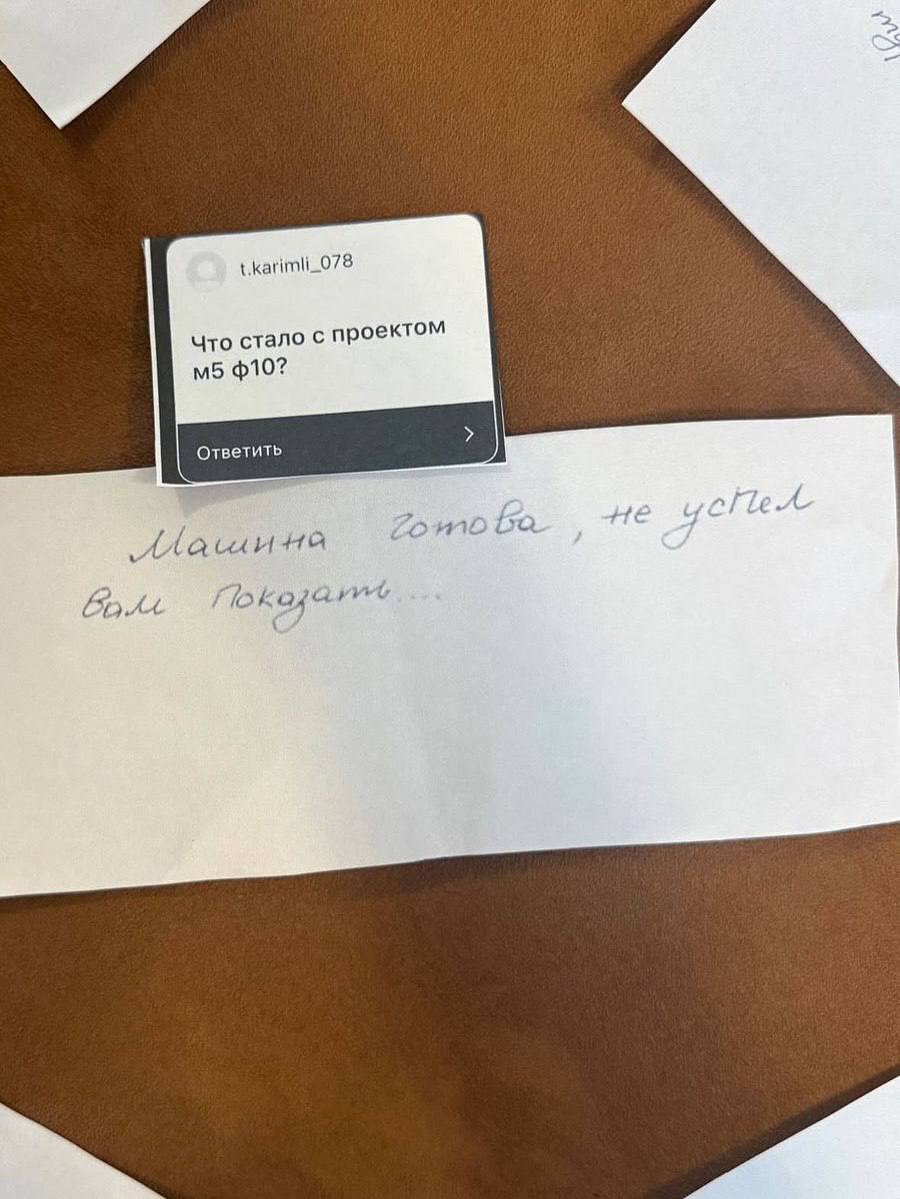 t.karimli_078
Что стало с проектом
м5 ф10?
Ответить
Машина готова, не успел
вам показать....